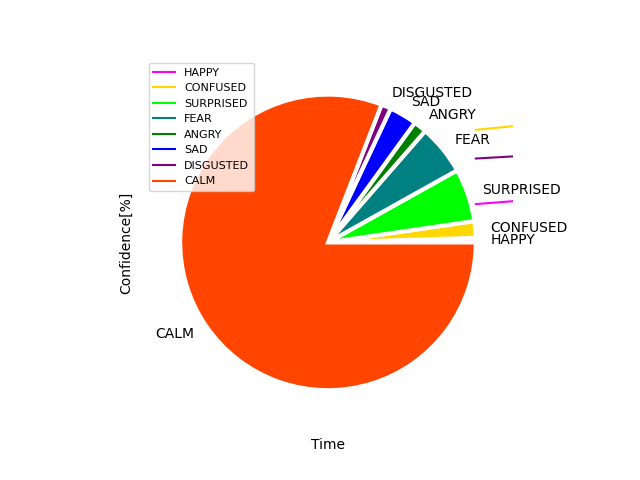 HAPPY
CONFUSED
SURPRISED
FEAR
ANGRY
SAD
DISGUSTED
CALM
DISGUSTED
SAD
ANGRY
FEAR
SURPRISED
CONFUSED
HAPPY
CALM
Confidence[%]
Time